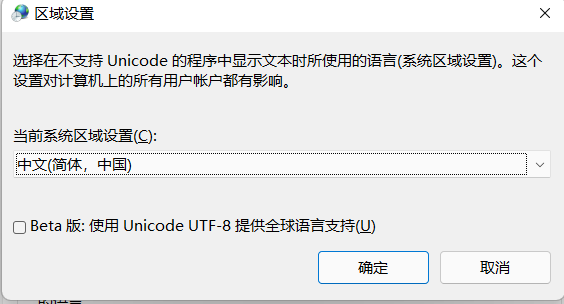 区域设置
选择在不支持 Unicode 的程序中显示文本时所使用的语言(系统区域设置)。这个
设置对计算机上的所有用户帐户都有影响。
当前系统区域设置(C):
中文(简体，中国)
Beta 版: 使用 Unicode UTF-8 提供全球语言支持(U)
确定
取消